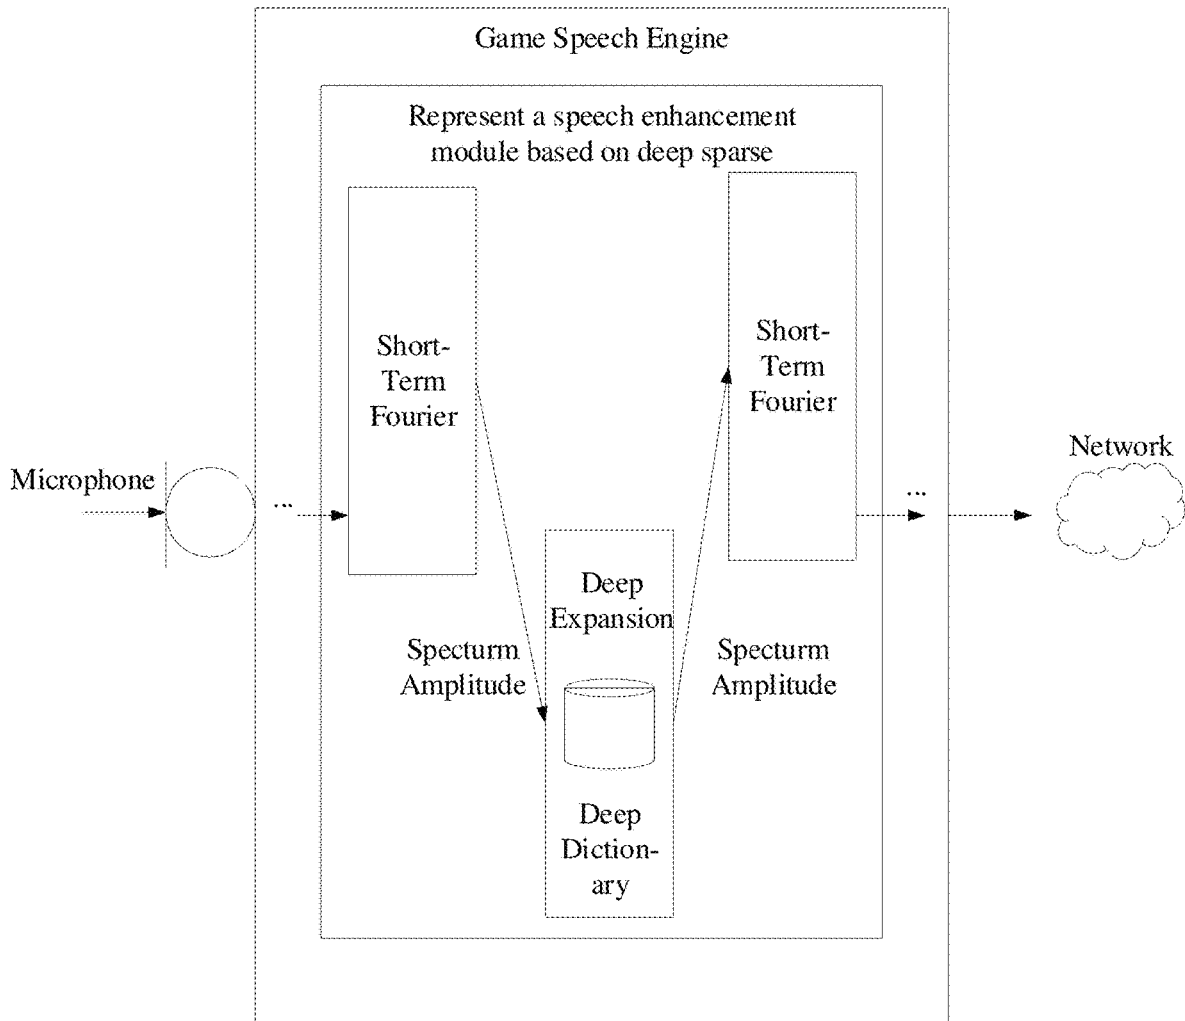 Game Speech Engine
Represent a speech enhancement
module based on deep sparse
Short-
Term
Fourier
Short-
Term
Fourier
Microphone
...
...
Network
Deep
Expansion
Specturm
Amplitude
Specturm
Amplitude
Deep
Diction-
ary